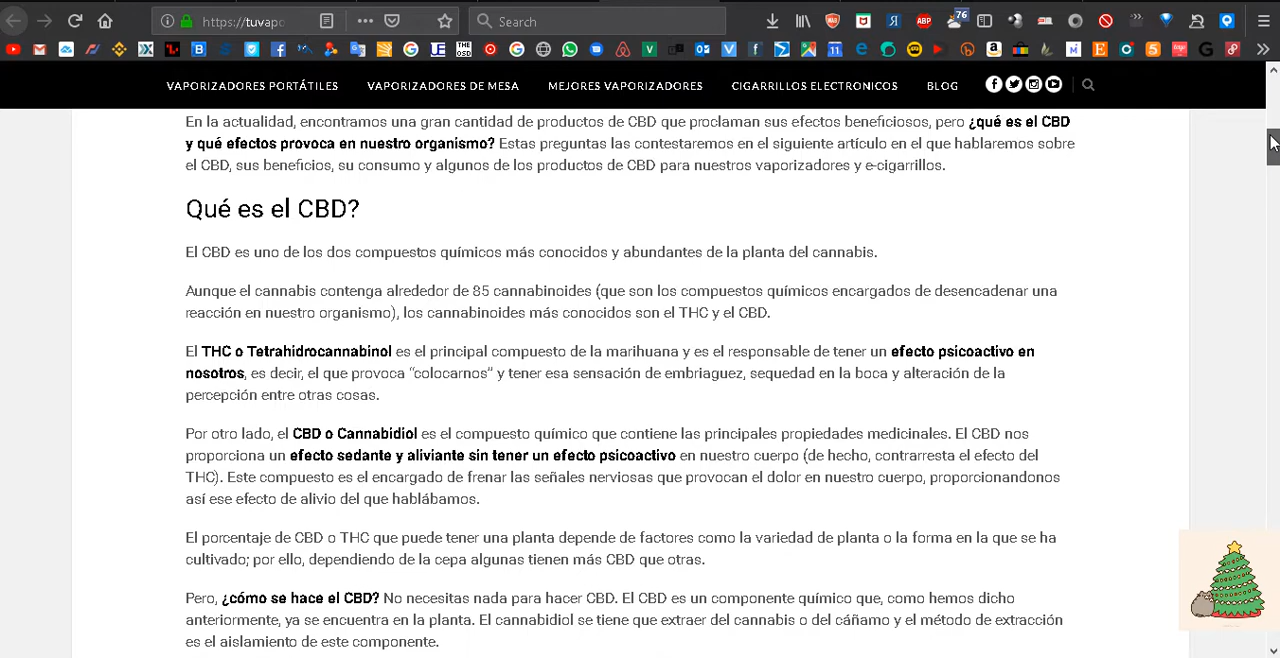 https://tuvapo
Search
76
ABP
VAPORIZADORES PORTÁTILES
VAPORIZADORES DE MESA
MEJORES VAPORIZADORES
CIGARRILLOS ELECTRONICOS
BLOG
En la actualidad, encontramos una gran cantidad de productos de CBD que proclaman sus efectos beneficiosos, pero ¿qué es el CBD
y qué efectos provoca en nuestro organismo? Estas preguntas las contestaremos en el siguiente artículo en el que hablaremos sobre
el CBD, sus beneficios, su consumo y algunos de los productos de CBD para nuestros vaporizadores y e-cigarrillos.
Qué es el CBD?
El CBD es uno de los dos compuestos químicos más conocidos y abundantes de la planta del cannabis.
Aunque el cannabis contenga alrededor de 85 cannabinoides (que son los compuestos químicos encargados de desencadenar una
reacción en nuestro organismo), los cannabinoides más conocidos son el THC y el CBD.
El THC o Tetrahidrocannabinol es el principal compuesto de la marihuana y es el responsable de tener un efecto psicoactivo en
nosotros, es decir, el que provoca “colocarnos” y tener esa sensación de embriaguez, sequedad en la boca y alteración de la
percepción entre otras cosas.
Por otro lado, el CBD o Cannabidiol es el compuesto químico que contiene las principales propiedades medicinales. El CBD nos
proporciona un efecto sedante y aliviante sin tener un efecto psicoactivo en nuestro cuerpo (de hecho, contrarresta el efecto del
THC). Este compuesto es el encargado de frenar las señales nerviosas que provocan el dolor en nuestro cuerpo, proporcionandonos
así ese efecto de alivio del que hablábamos.
El porcentaje de CBD o THC que puede tener una planta depende de factores como la variedad de planta o la forma en la que se ha
cultivado; por ello, dependiendo de la cepa algunas tienen más CBD que otras.
Pero, ¿cómo se hace el CBD? No necesitas nada para hacer CBD. El CBD es un componente químico que, como hemos dicho
anteriormente, ya se encuentra en la planta. El cannabidiol se tiene que extraer del cannabis o del cáñamo y el método de extracción
es el aislamiento de este componente.